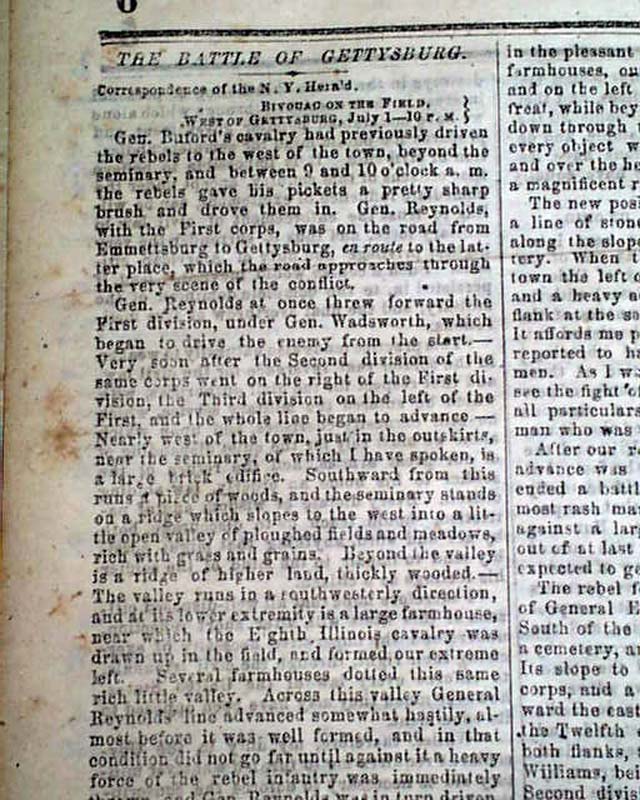 6
THE BATTLE OF GETTYSBURG.
Correspondence of the N. Y. Hera'd.
BIVOUAC ON THE FIELD, }
WEST OF GETTYSBURG, July 1—10 P. M. }
Gen. Buford's cavalry had previously driven
the rebels to the west of the town, beyond the
seminary, and between 9 and 10 o'clock a. m.
the rebels gave his pickets a pretty sharp
brush and drove them in. Gen. Reynolds,
with the First corps, was on the road from
Emmettsburg to Gettysburg, en route to the lat-
ter place, which the road approaches through
the very scene of the conflict.
Gen. Reynolds at once threw forward the
First division, under Gen. Wadsworth, which
began to drive the enemy from the start.—
Very soon after the Second division of the
same corps went on the right of the First di-
vision, the Third division on the left of the
First, and the whole line began to advance —
Nearly west of the town, just in the outskirts,
near the seminary, of which I have spoken, is
a large brick edifice. Southward from this
runs a piece of woods, and the seminary stands
on a ridge which slopes to the west into a lit-
tle open valley of ploughed fields and meadows,
rich with grass and grains. Beyond the valley
is a ridge of higher land, thickly wooded.—
The valley runs in a southwesterly direction,
and at its lower extremity is a large farmhouse,
near which the Eighth Illinois cavalry was
drawn up in the field, and formed our extreme
left. Several farmhouses dotted this same
rich little valley. Across this valley General
Reynolds' line advanced somewhat hastily, al-
most before it was well formed, and in that
condition did not go far until against it a heavy
force of the rebel infantry was immediately
thrown, and Gen. Reynolds was in turn driven
in the pleasant
farmhouses, ou
and on the left
treat, while bey
down through
every object w
and over the he
a magnificent
The new posi
a line of stone
along the slope
tery. When t
town the left o
and a heavy
flank at the
It affords me p
reported to h
men. As I w
see the fight
all particulars
man who was
After our r
advance was
ended a battl
most rash ma
against a larg
out of at last
expected to ge
The rebel f
of General
South of the
a cemetery, a
Its slope to
corps, and a
ward the east
the Twelfth
both flanks,
Williams, bei
Second divis